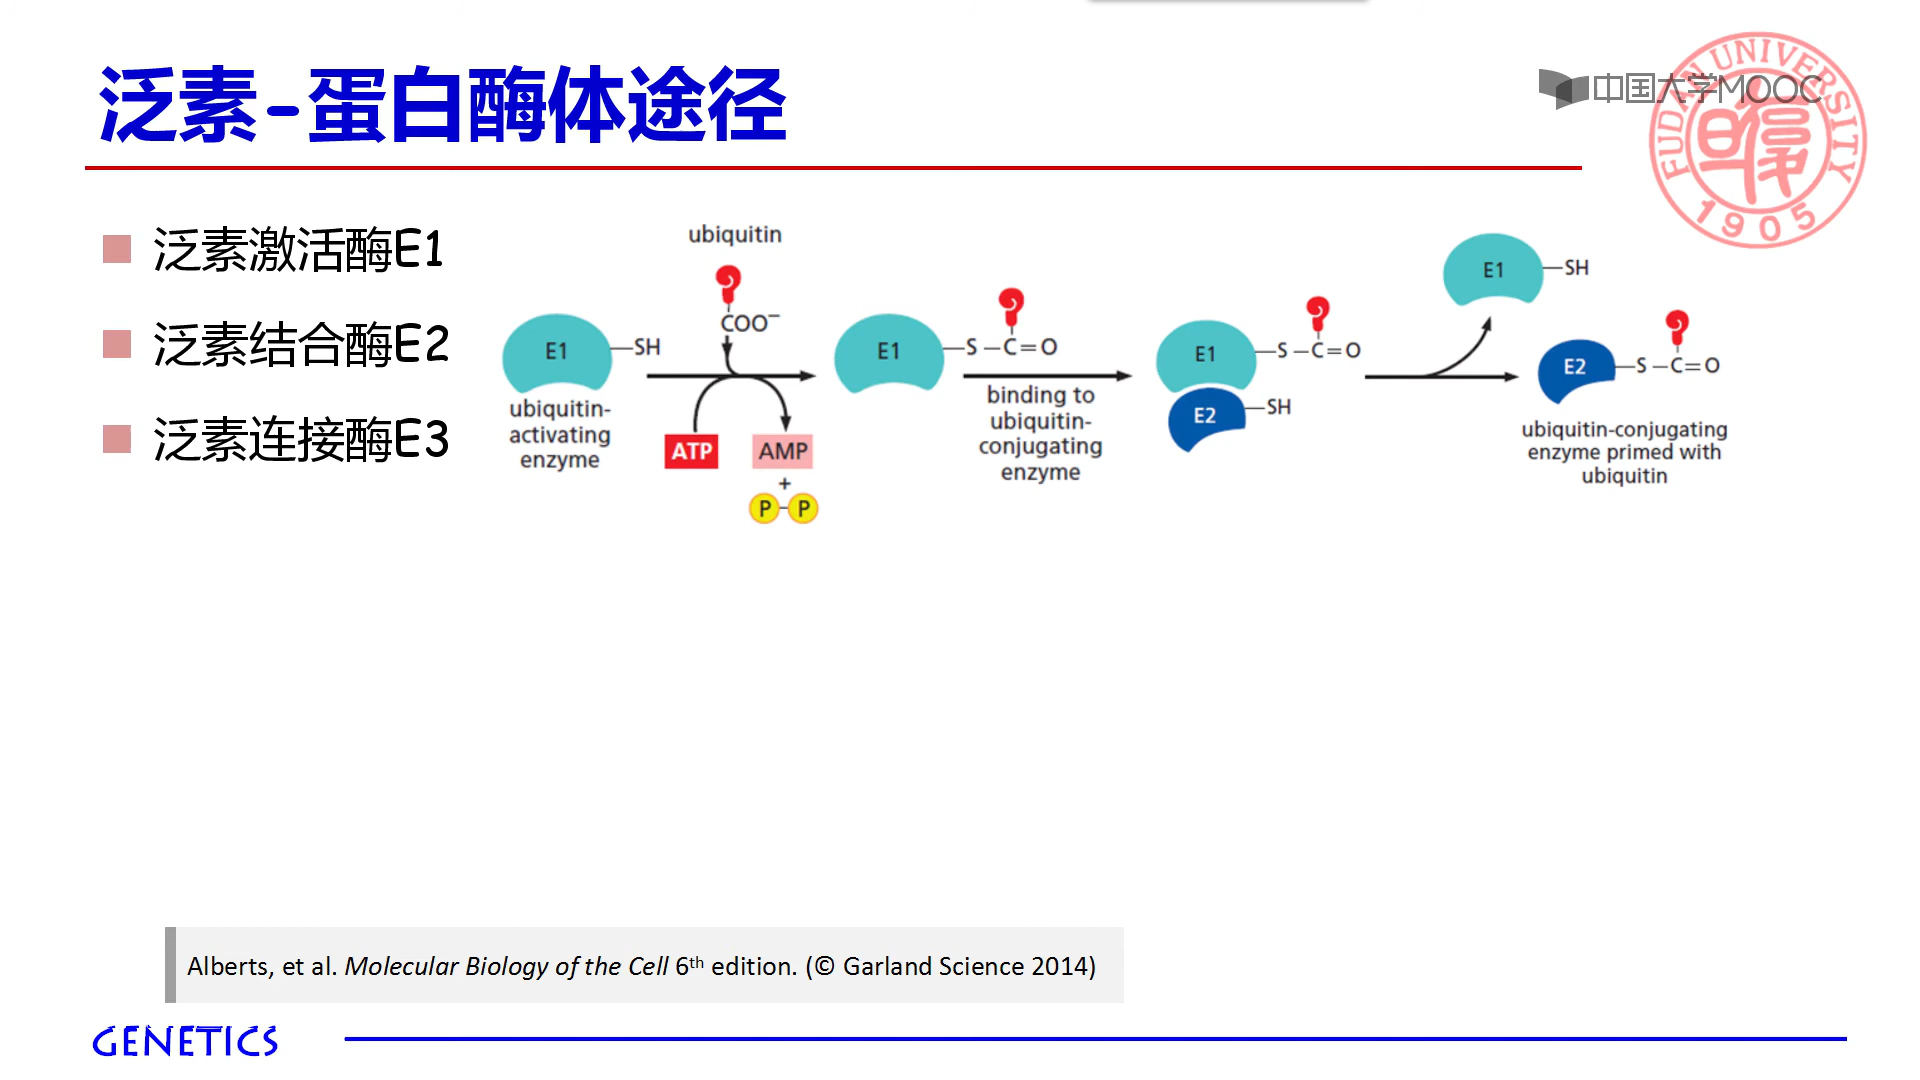 泛素-蛋白酶体途径
中国大学MOOC
FUDAN UNIVERSITY
1905
泛素激活酶E1
泛素结合酶E2
泛素连接酶E3
ubiquitin
COO⁻
E1
SH
ubiquitin-
activating
enzyme
ATP
AMP
+
P P
E1
S–C=O
binding to
ubiquitin-
conjugating
enzyme
E1
S–C=O
E2
SH
E1
SH
E2
S–C=O
ubiquitin-conjugating
enzyme primed with
ubiquitin
Alberts, et al. Molecular Biology of the Cell 6th edition. (© Garland Science 2014)
GENETICS